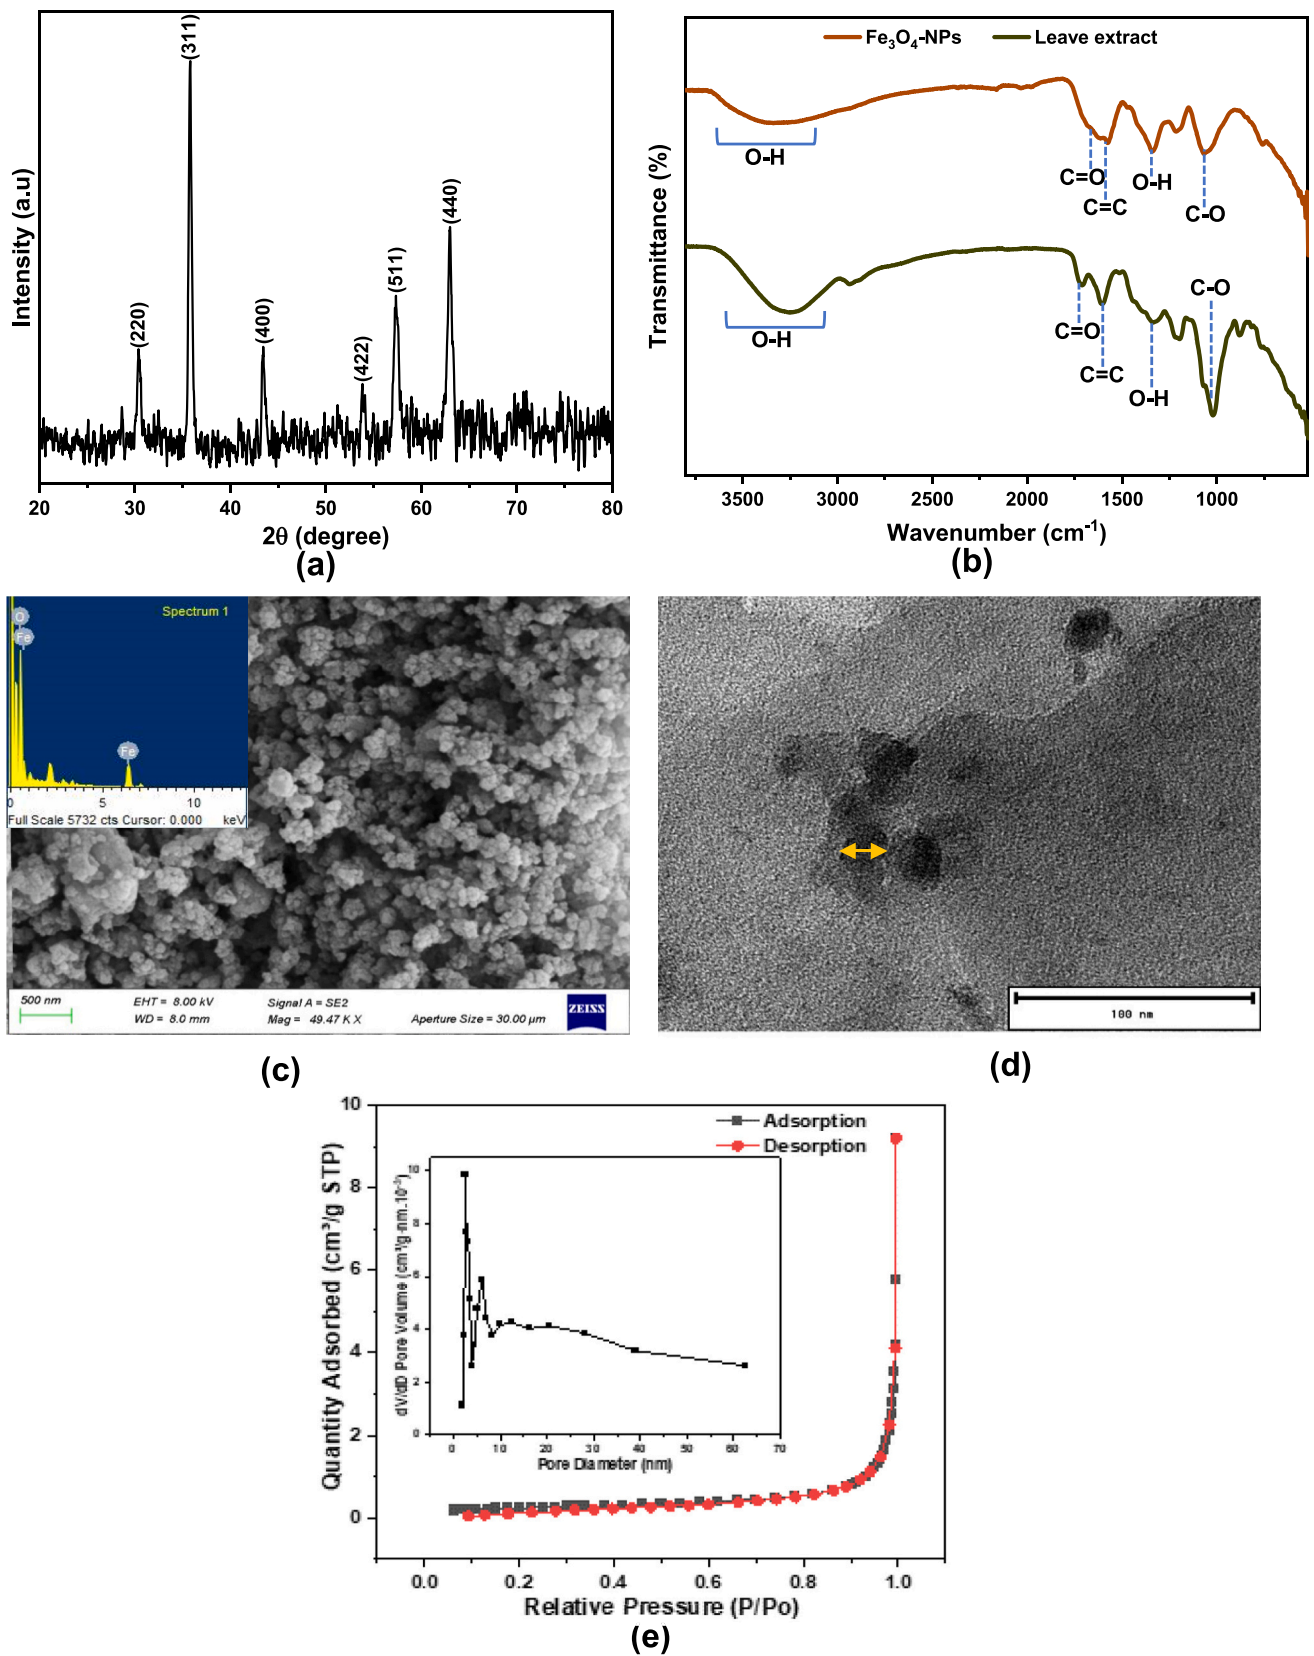 Intensity (a.u)
(220)
(311)
(400)
(422)
(511)
(440)
20 30 40 50 60 70 80
2θ (degree)
(a)
Fe₃O₄-NPs Leave extract
Transmittance (%)
O-H
C=O
C=C
O-H
C-O
O-H
C=O
C=C
O-H
C-O
3500 3000 2500 2000 1500 1000
Wavenumber (cm⁻¹)
(b)
Spectrum 1
O
Fe
Fe
0 5 10
Full Scale 5732 cts Cursor: 0.000 keV
500 nm
EHT = 8.00 kV
WD = 8.0 mm
Signal A = SE2
Mag = 49.47 K X
Aperture Size = 30.00 µm
ZEISS
(c)
100 nm
(d)
Quantity Adsorbed (cm³/g STP)
10
8
6
4
2
0
Adsorption
Desorption
dV/dD Pore Volume (cm³/g·nm.10⁻³)
10
8
6
4
2
0
0 10 20 30 40 50 60 70
Pore Diameter (nm)
0.0 0.2 0.4 0.6 0.8 1.0
Relative Pressure (P/Po)
(e)